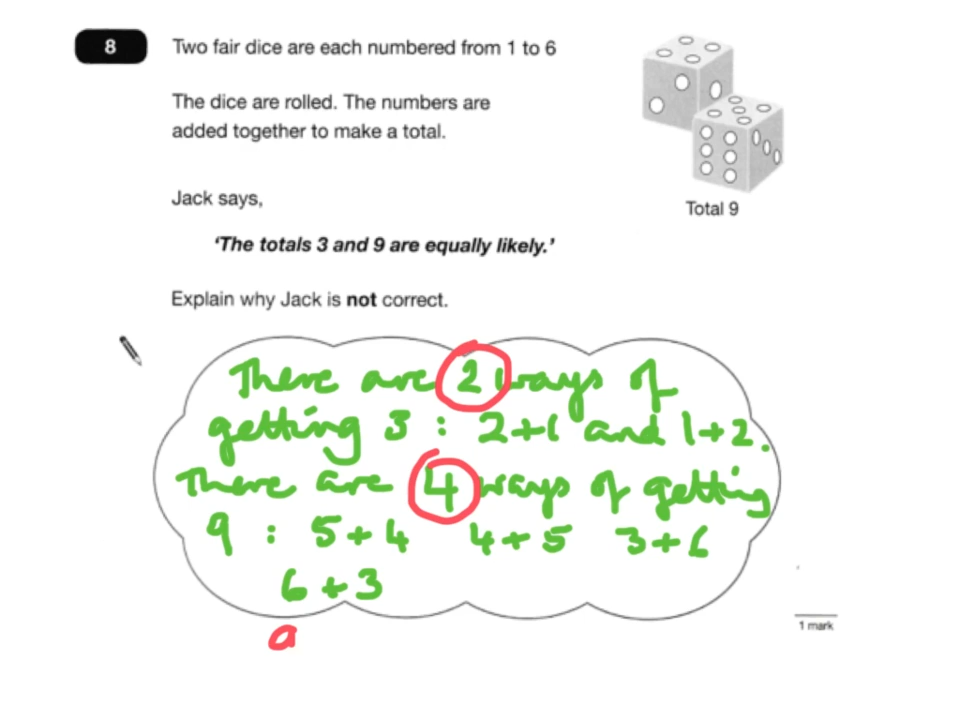 8
Two fair dice are each numbered from 1 to 6
The dice are rolled. The numbers are
added together to make a total.
Total 9
Jack says,
‘The totals 3 and 9 are equally likely.’
Explain why Jack is not correct.
There are 2 ways of
getting 3 : 2+1 and 1+2.
There are 4 ways of getting
9 : 5+4 4+5 3+6
6+3
a
1 mark